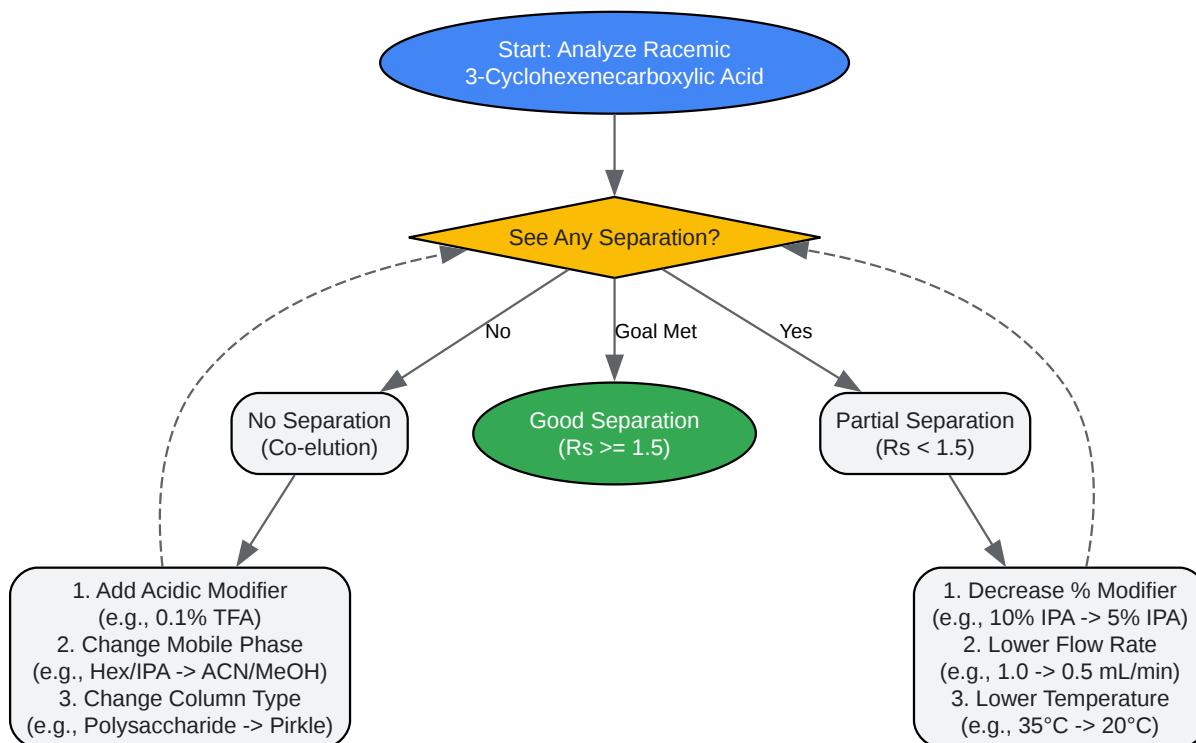 Start: Analyze Racemic
3-Cyclohexenecarboxylic Acid
See Any Separation?
No
Goal Met
Yes
No Separation
(Co-elution)
Good Separation
(Rs >= 1.5)
Partial Separation
(Rs < 1.5)
1. Add Acidic Modifier
(e.g., 0.1% TFA)
2. Change Mobile Phase
(e.g., Hex/IPA -> ACN/MeOH)
3. Change Column Type
(e.g., Polysaccharide -> Pirkle)
1. Decrease % Modifier
(e.g., 10% IPA -> 5% IPA)
2. Lower Flow Rate
(e.g., 1.0 -> 0.5 mL/min)
3. Lower Temperature
(e.g., 35°C -> 20°C)